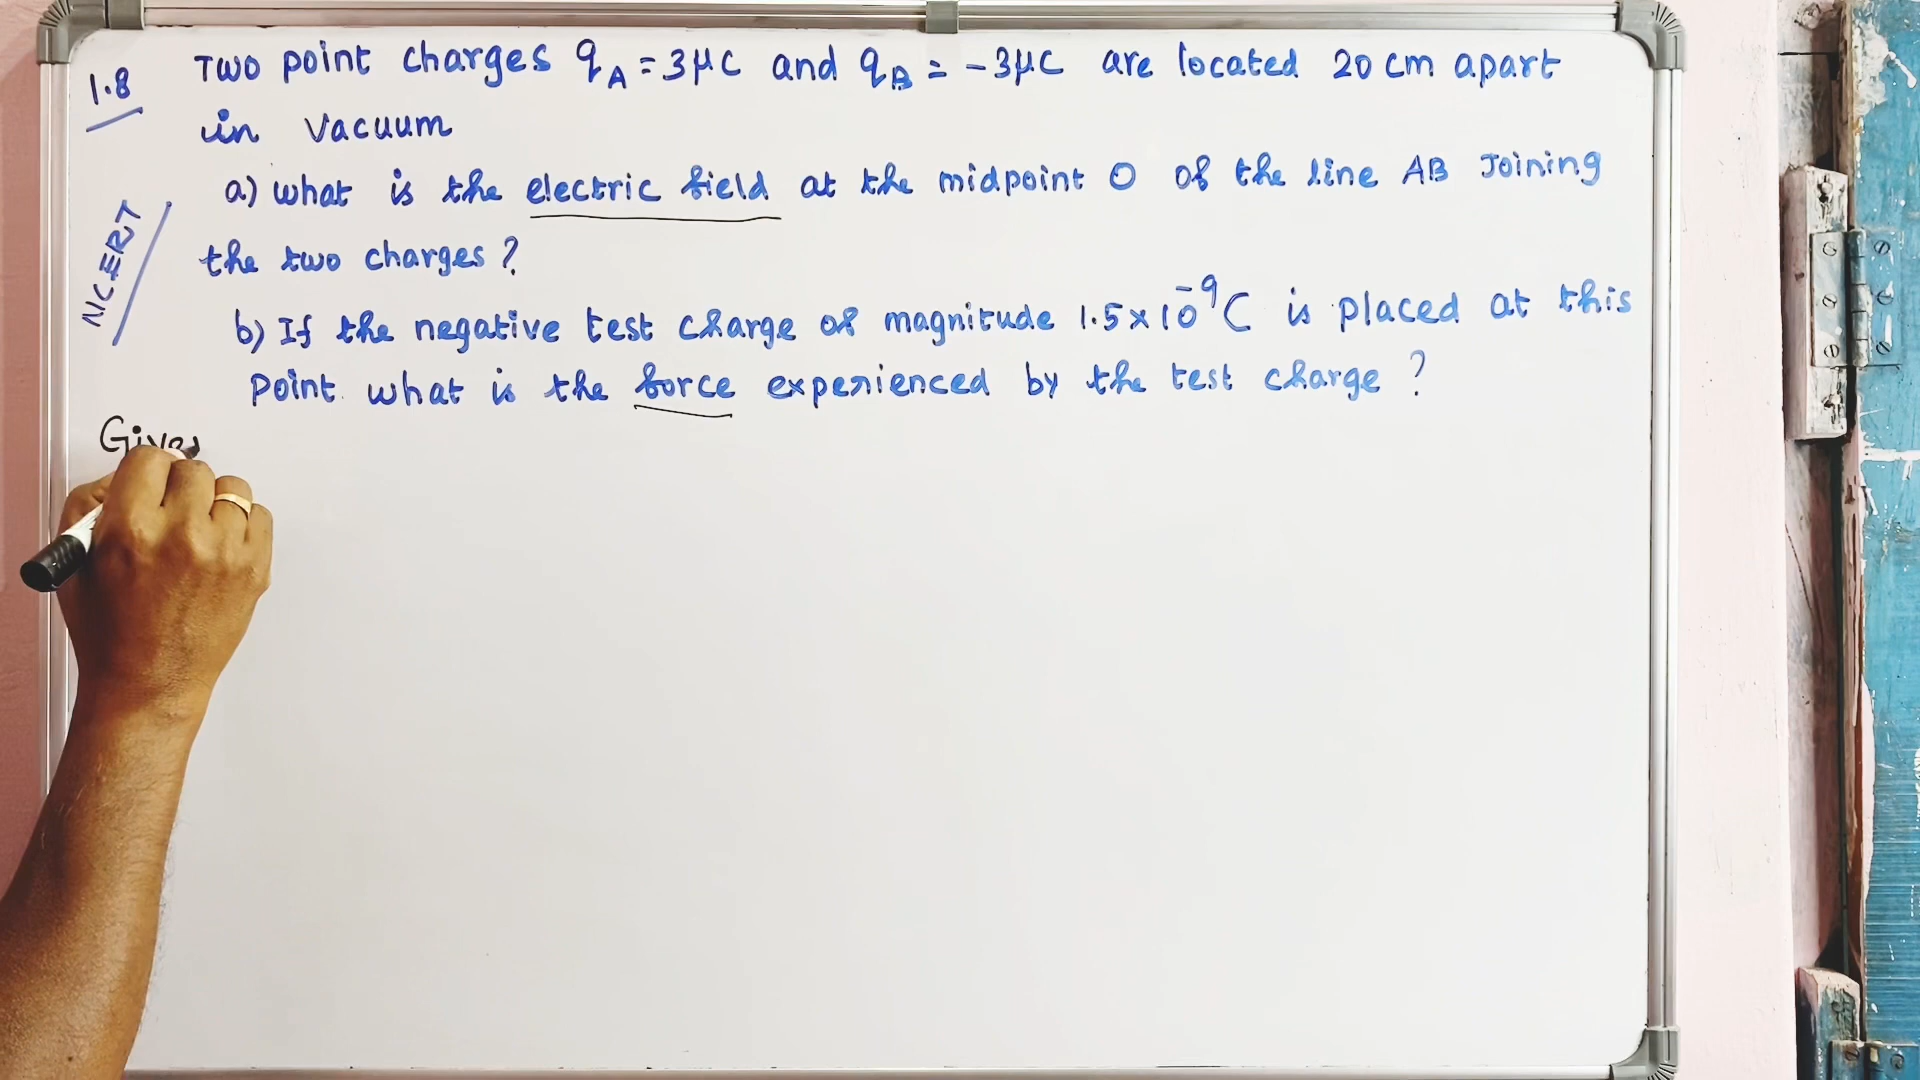 1.8
Two point charges qA = 3μC and qB = -3μC are located 20 cm apart
in vacuum
a) what is the electric field at the midpoint O of the line AB Joining
the two charges?
NCERT
b) If the negative test charge of magnitude 1.5×10⁻⁹C is placed at this
point what is the force experienced by the test charge?